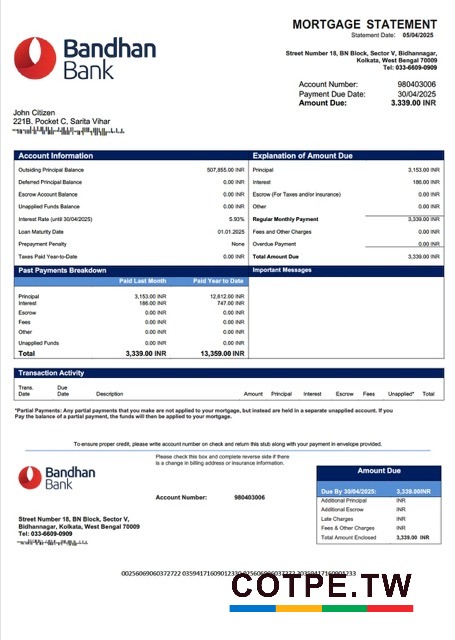 MORTGAGE STATEMENT
Statement Date: 05/04/2025
Bandhan
Bank
Street Number 18, BN Block, Sector V, Bidhannagar,
Kolkata, West Bengal 70009
Tel: 033-6609-0909
Account Number: 980403006
Payment Due Date: 30/04/2025
Amount Due: 3.339.00 INR
John Citizen
221B. Pocket C, Sarita Vihar
Account Information
Outsiding Principal Balance 507,855.00 INR
Deferred Principal Balance 0.00 INR
Escrow Account Balance 0.00 INR
Unapplied Funds Balance 0.00 INR
Interest Rate (until 30/04/2025) 5.93%
Loan Maturity Date 01.01.2025
Prepayment Penalty None
Taxes Paid Year-to-Date 0.00 INR
Explanation of Amount Due
Principal 3,153.00 INR
Interest 186.00 INR
Escrow (For Taxes and/or insurance) 0.00 INR
Other 0.00 INR
Regular Monthly Payment 3,339.00 INR
Fees and Other Charges 0.00 INR
Overdue Payment 0.00 INR
Total Amount Due 3,339.00 INR
Past Payments Breakdown
Paid Last Month Paid Year to Date
Principal 3,153.00 INR 12,612.00 INR
Interest 186.00 INR 747.00 INR
Escrow 0.00 INR 0.00 INR
Fees 0.00 INR 0.00 INR
Other 0.00 INR 0.00 INR
Unapplied Funds 0.00 INR 0.00 INR
Total 3,339.00 INR 13,359.00 INR
Important Messages
Transaction Activity
Trans. Date Due Date Description Amount Principal Interest Escrow Fees Unapplied* Total
*Partial Payments: Any partial payments that you make are not applied to your mortgage, but instead are held in a separate unapplied account. If you
Pay the balance of a partial payment, the funds will then be applied to your mortgage.
To ensure proper credit, please write account number on check and return this stub along with your payment in envelope provided.
Bandhan
Bank
Please check this box and complete reverse side if there
is a change in billing address or insurance information.
Account Number: 980403006
Street Number 18, BN Block, Sector V,
Bidhannagar, Kolkata, West Bengal 70009
Tel: 033-6609-0909
Amount Due
Due By 30/04/2025: 3,339.00INR
Additional Principal INR
Additional Escrow INR
Late Charges INR
Fees & Other Charges INR
Total Amount Enclosed 3,339.00 INR
COTPE.TW